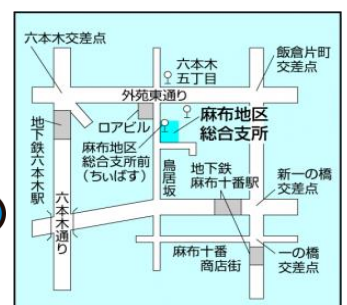 六本木交差点
六本木
五丁目
飯倉片町
交差点
外苑東通り
ロアビル
麻布地区
総合支所
地下鉄六本木駅
麻布地区
総合支所前
(ちいばす)
鳥居坂
地下鉄
麻布十番駅
新一の橋
交差点
六本木通り
麻布十番
商店街
一の橋
交差点